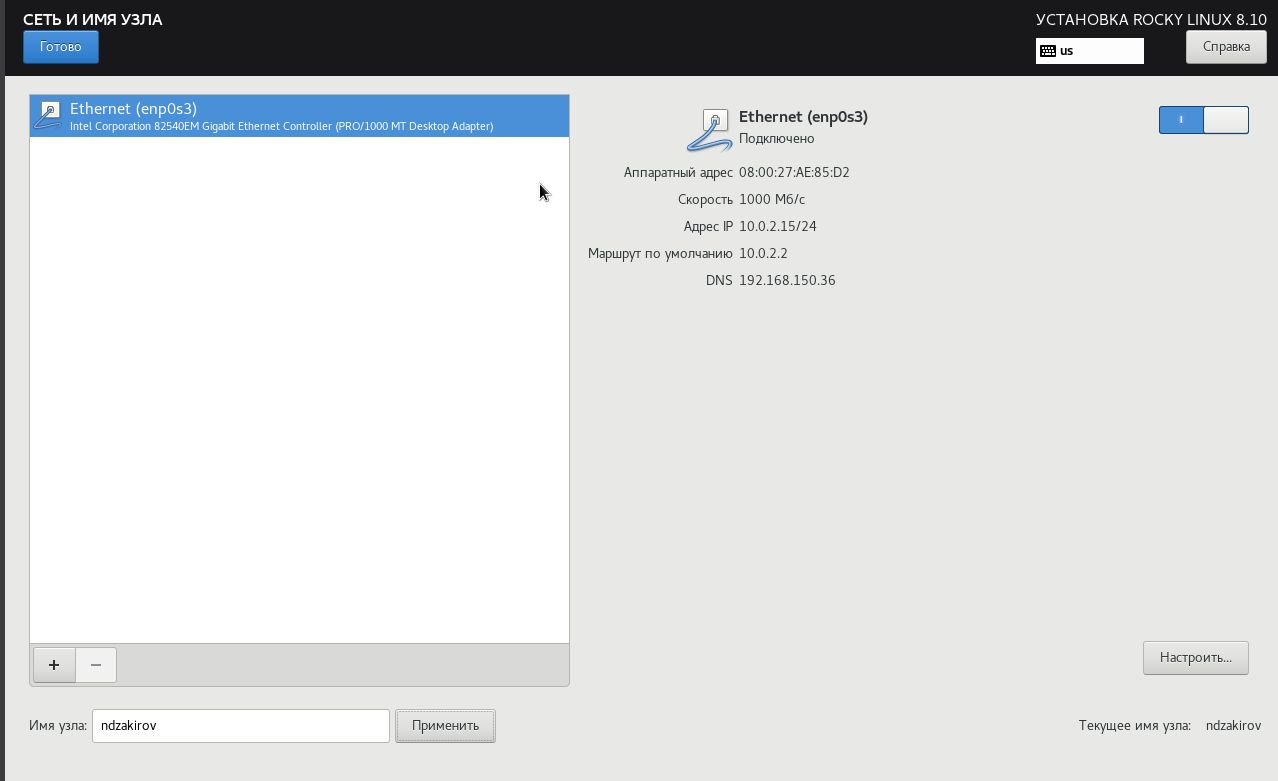 СЕТЬ И ИМЯ УЗЛА
УСТАНОВКА ROCKY LINUX 8.10
Готово
us
Справка
Ethernet (enp0s3)
Intel Corporation 82540EM Gigabit Ethernet Controller (PRO/1000 MT Desktop Adapter)
Ethernet (enp0s3)
Подключено
Аппаратный адрес 08:00:27:AE:85:D2
Скорость 1000 Мб/с
Адрес IP 10.0.2.15/24
Маршрут по умолчанию 10.0.2.2
DNS 192.168.150.36
+ −
Настроить...
Имя узла: ndzakirov Применить
Текущее имя узла: ndzakirov